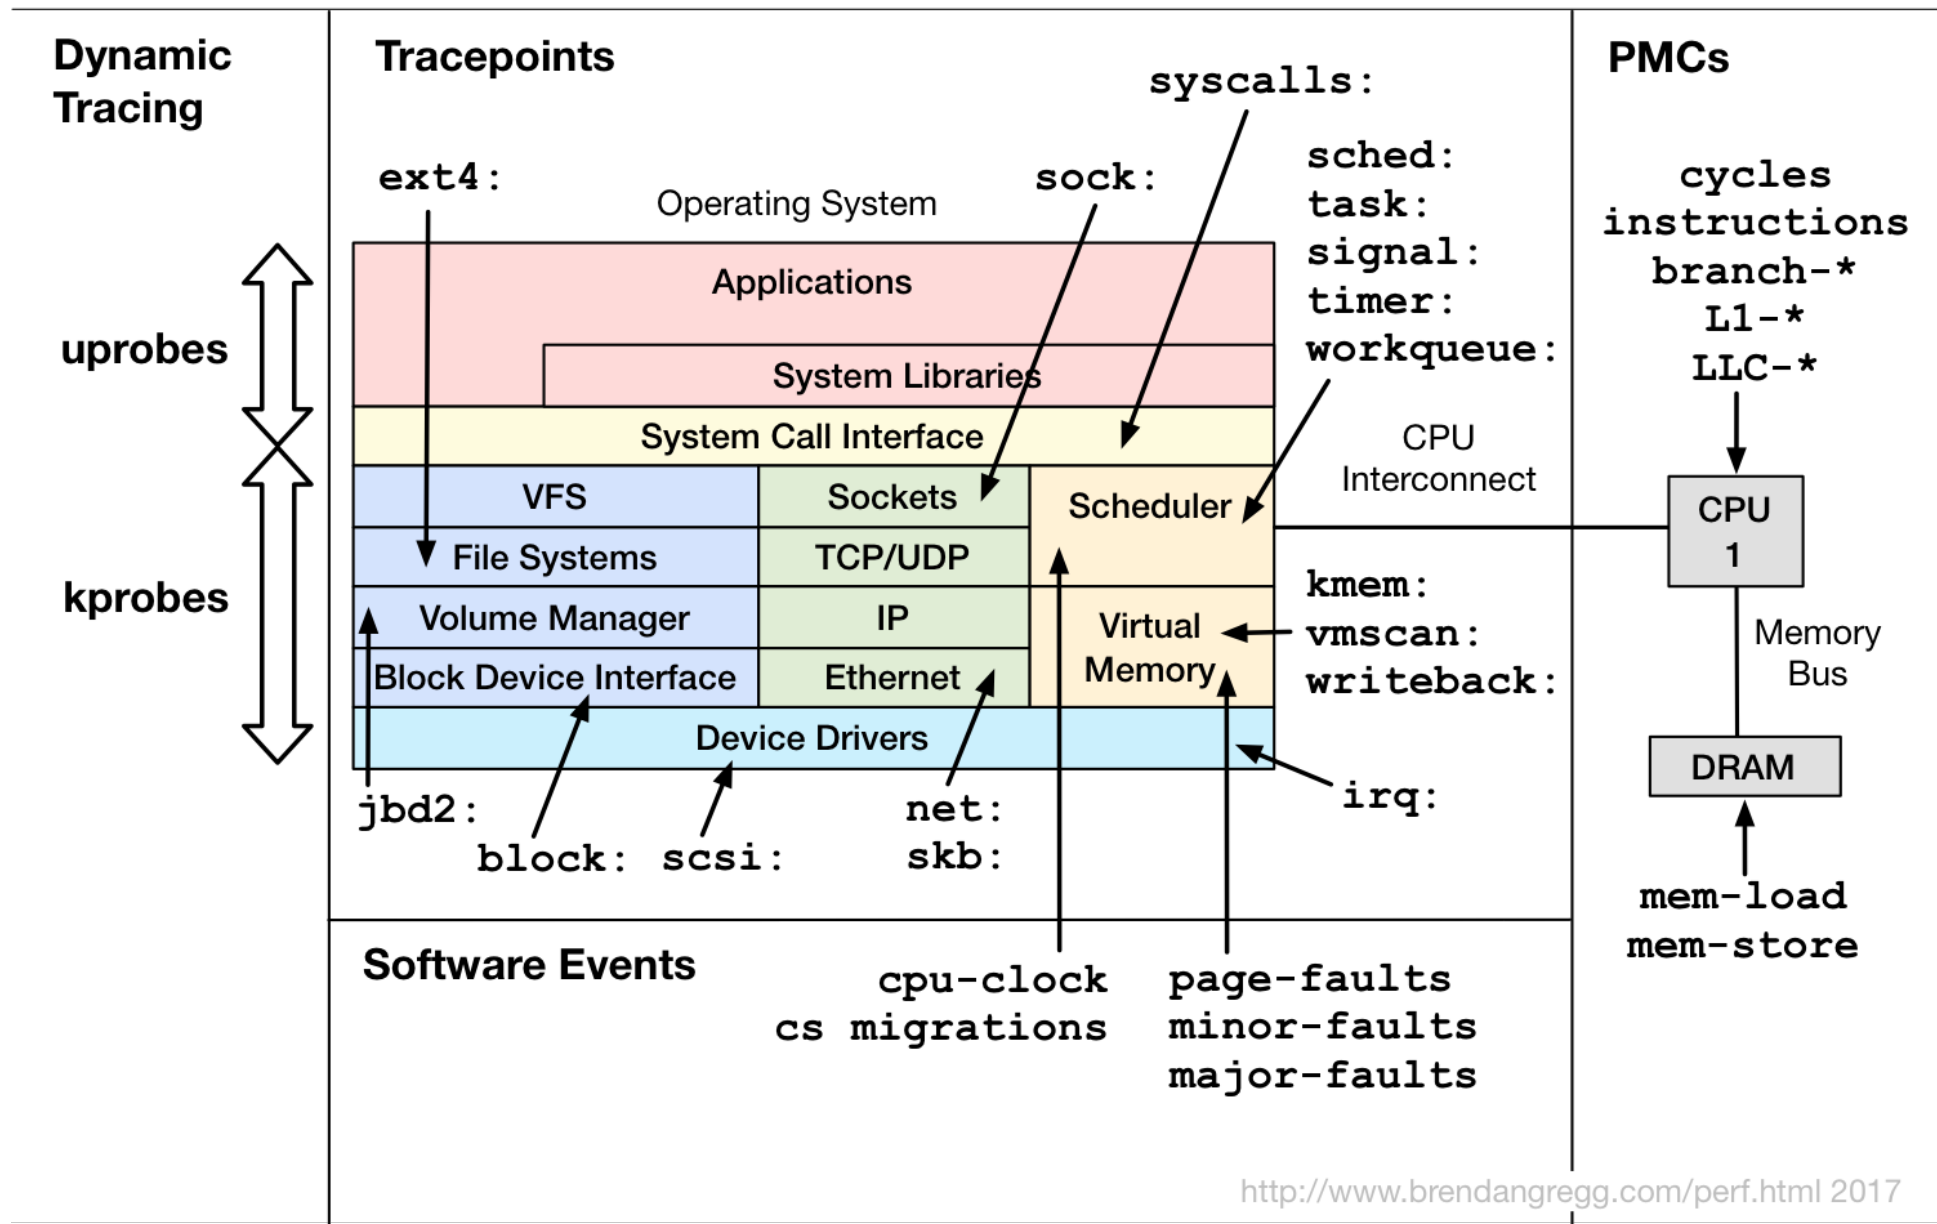 Dynamic
Tracing
uprobes
kprobes
Tracepoints
syscalls:
ext4:
Operating System
sock:
sched:
task:
signal:
timer:
workqueue:
Applications
System Libraries
System Call Interface
VFS
Sockets
Scheduler
File Systems
TCP/UDP
Volume Manager
IP
Virtual
Memory
Block Device Interface
Ethernet
Device Drivers
CPU
Interconnect
kmem:
vmscan:
writeback:
irq:
jbd2:
block:
scsi:
net:
skb:
Software Events
cpu-clock
cs migrations
page-faults
minor-faults
major-faults
PMCs
cycles
instructions
branch-*
L1-*
LLC-*
CPU
1
Memory
Bus
DRAM
mem-load
mem-store
http://www.brendangregg.com/perf.html 2017